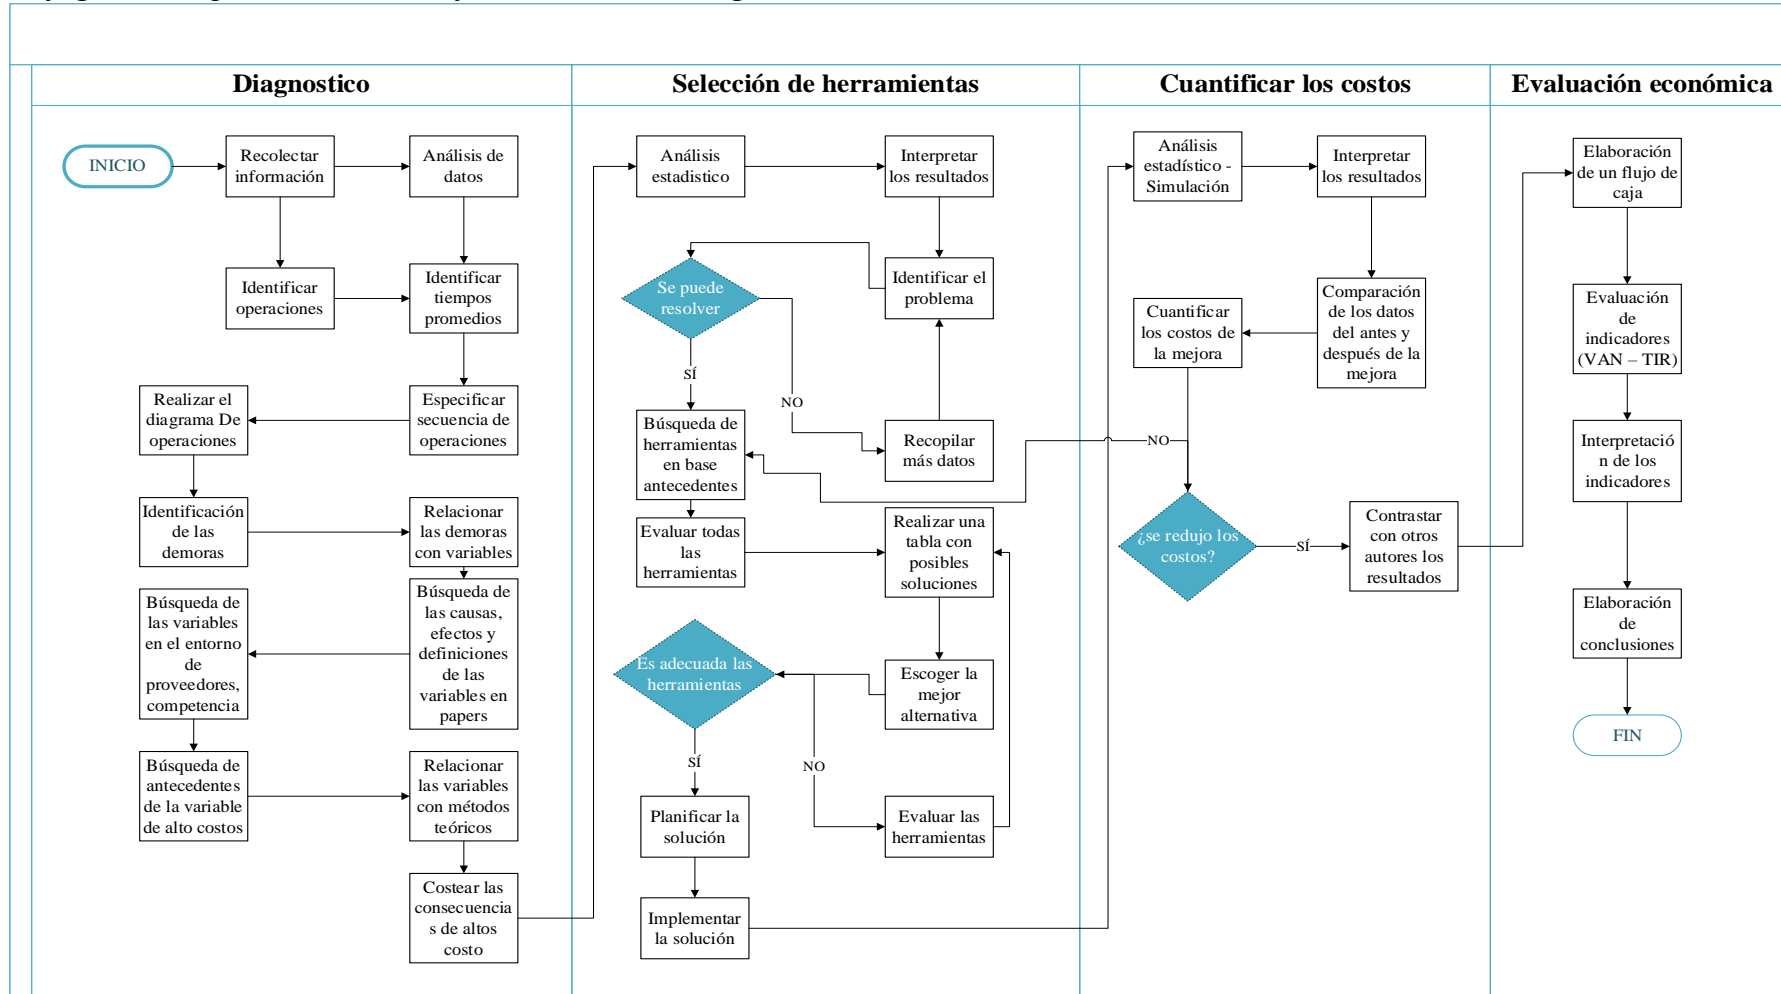 Diagnostico
Selección de herramientas
Cuantificar los costos
Evaluación económica
INICIO
Recolectar
información
Análisis de
datos
Identificar
operaciones
Identificar
tiempos
promedios
Realizar el
diagrama De
operaciones
Especificar
secuencia de
operaciones
Identificación
de las
demoras
Relacionar
las demoras
con variables
Búsqueda de
las variables
en el entorno
de
proveedores,
competencia
Búsqueda de
las causas,
efectos y
definiciones
de las
variables en
papers
Búsqueda de
antecedentes
de la variable
de alto costos
Relacionar
las variables
con métodos
teóricos
Costear las
consecuencia
s de altos
costo
Análisis
estadistico
Interpretar
los resultados
Se puede
resolver
Identificar el
problema
SÍ
NO
Búsqueda de
herramientas
en base
antecedentes
Recopilar
más datos
Evaluar todas
las
herramientas
Realizar una
tabla con
posibles
soluciones
Es adecuada las
herramientas
Escoger la
mejor
alternativa
SÍ
NO
Planificar la
solución
Evaluar las
herramientas
Implementar
la solución
Análisis
estadístico -
Simulación
Interpretar
los resultados
Cuantificar
los costos de
la mejora
Comparación
de los datos
del antes y
después de la
mejora
NO
¿se redujo los
costos?
SÍ
Contrastar
con otros
autores los
resultados
Elaboración
de un flujo de
caja
Evaluación
de
indicadores
(VAN – TIR)
Interpretació
n de los
indicadores
Elaboración
de
conclusiones
FIN